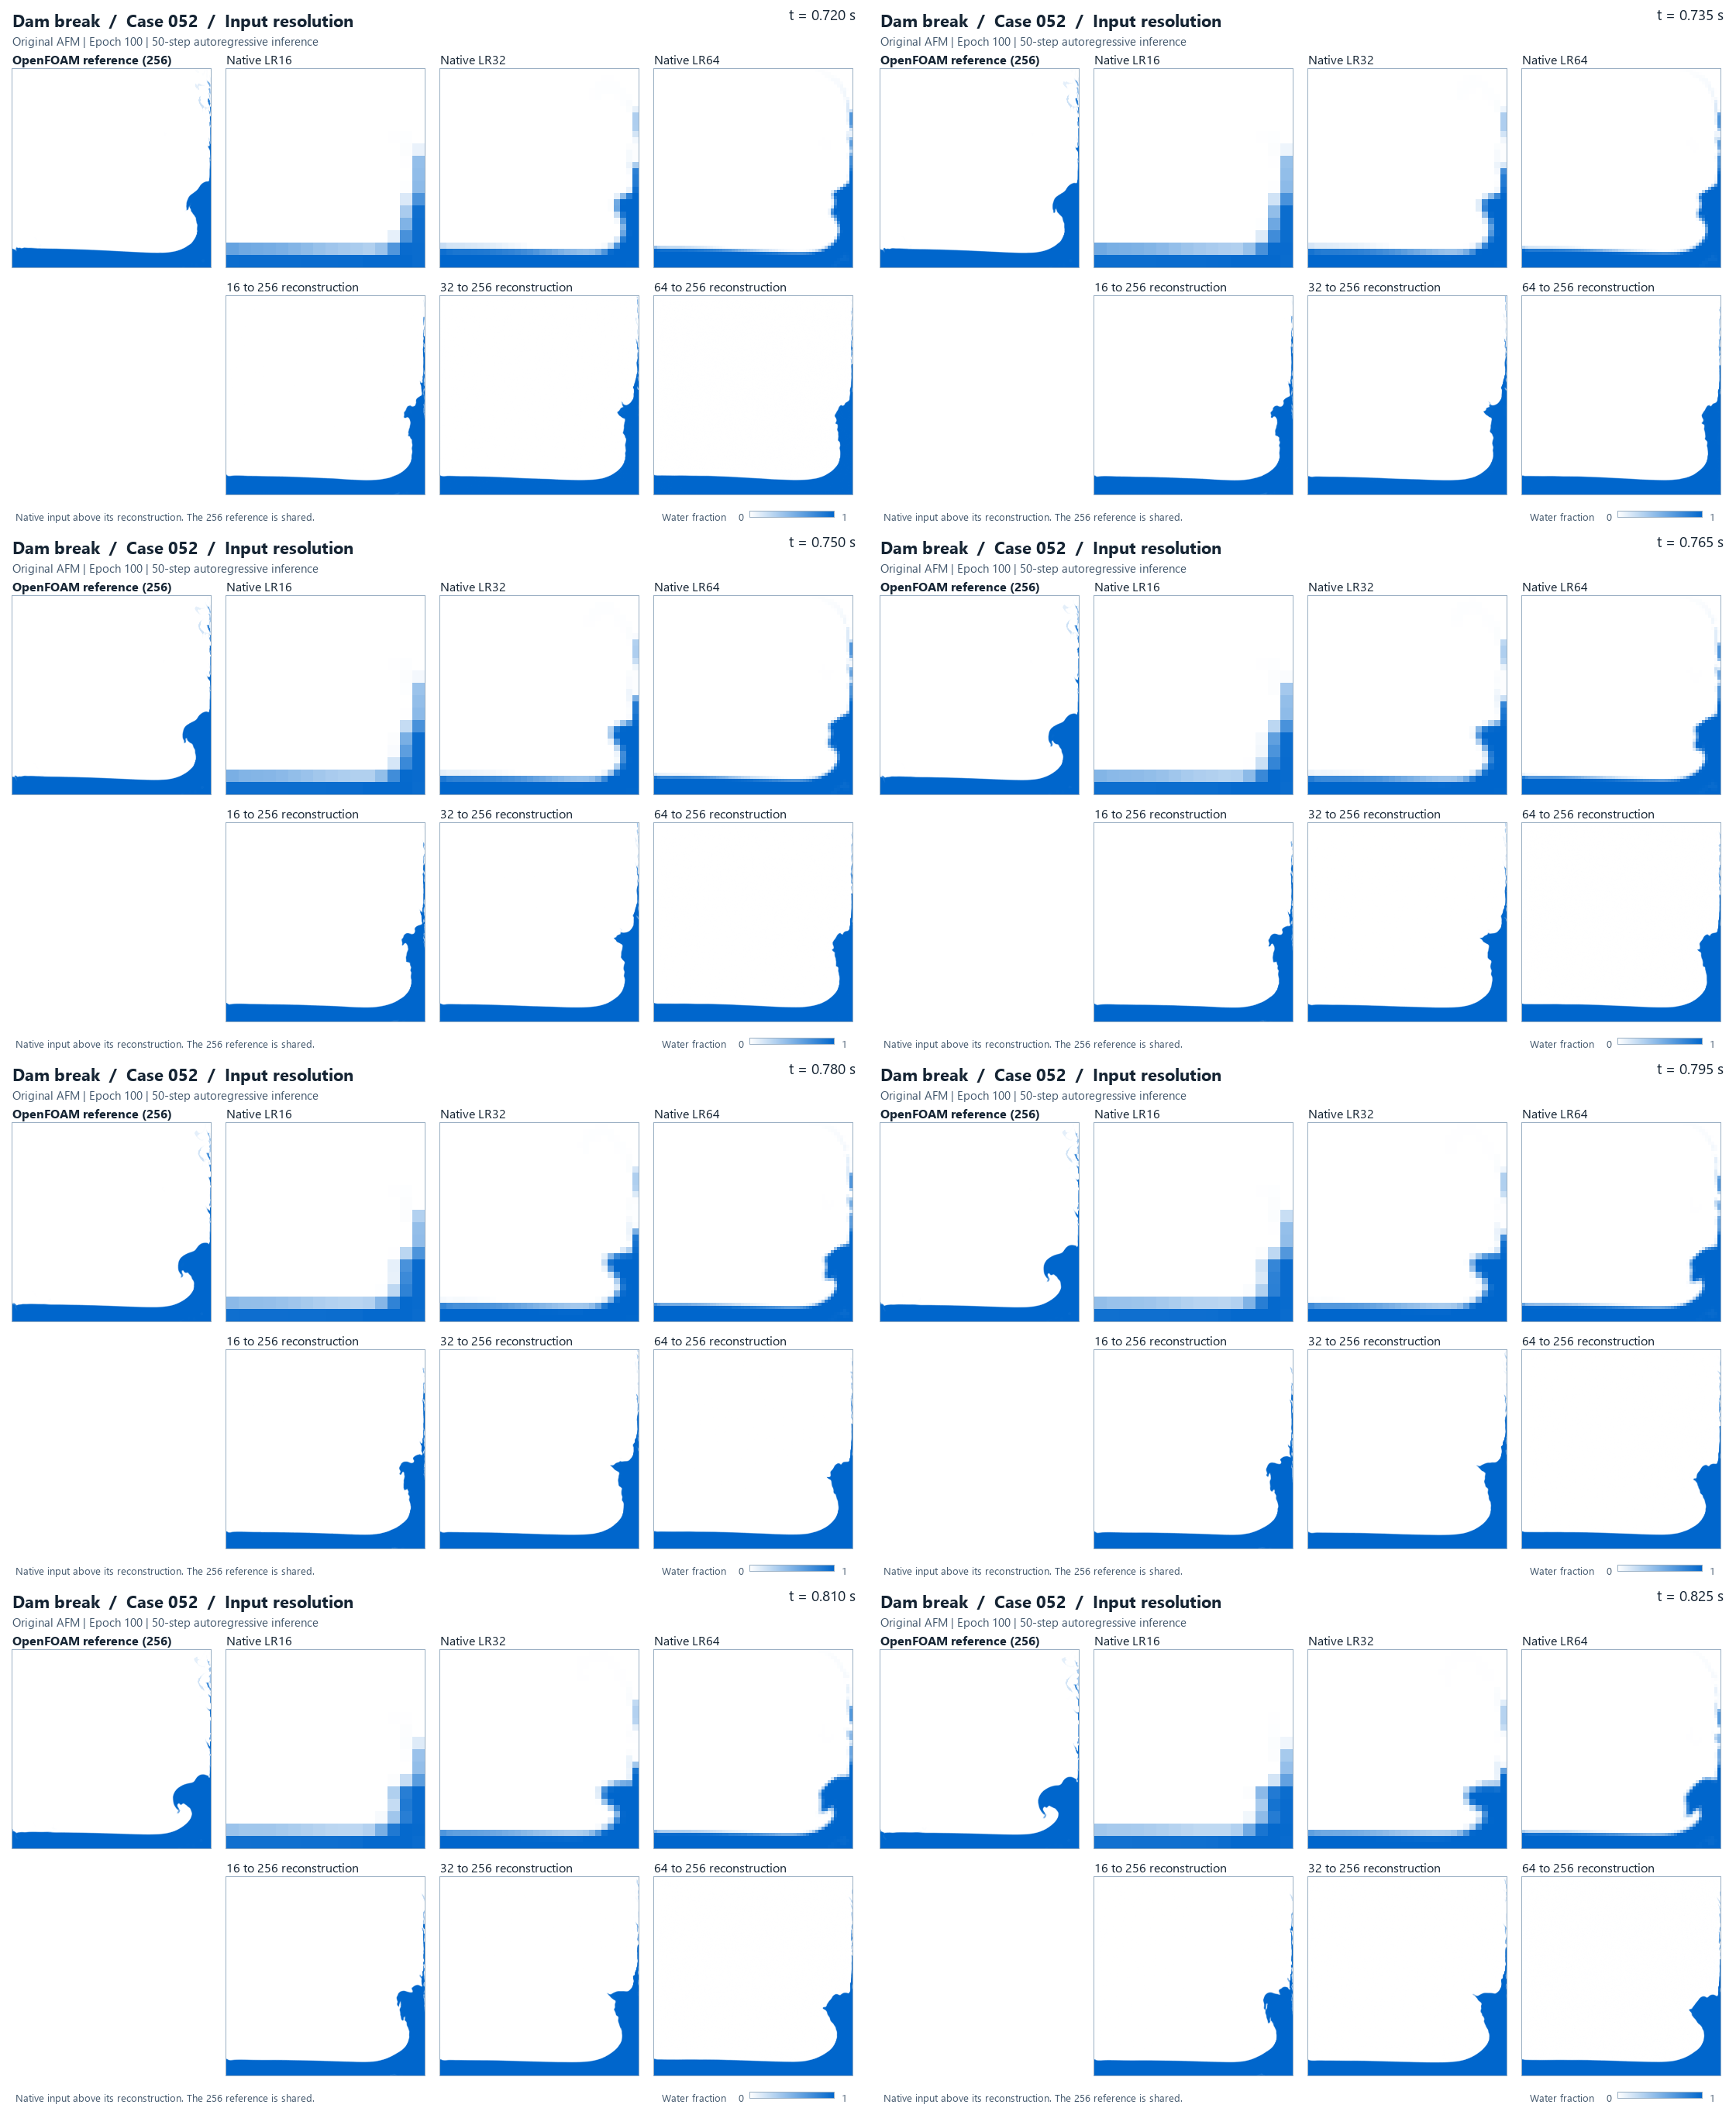 Dam break / Case 052 / Input resolution
t = 0.720 s
Original AFM | Epoch 100 | 50-step autoregressive inference
OpenFOAM reference (256)
Native LR16
Native LR32
Native LR64
16 to 256 reconstruction
32 to 256 reconstruction
64 to 256 reconstruction
Native input above its reconstruction. The 256 reference is shared.
Water fraction 0 1
Dam break / Case 052 / Input resolution
t = 0.735 s
Original AFM | Epoch 100 | 50-step autoregressive inference
OpenFOAM reference (256)
Native LR16
Native LR32
Native LR64
16 to 256 reconstruction
32 to 256 reconstruction
64 to 256 reconstruction
Native input above its reconstruction. The 256 reference is shared.
Water fraction 0 1
Dam break / Case 052 / Input resolution
t = 0.750 s
Original AFM | Epoch 100 | 50-step autoregressive inference
OpenFOAM reference (256)
Native LR16
Native LR32
Native LR64
16 to 256 reconstruction
32 to 256 reconstruction
64 to 256 reconstruction
Native input above its reconstruction. The 256 reference is shared.
Water fraction 0 1
Dam break / Case 052 / Input resolution
t = 0.765 s
Original AFM | Epoch 100 | 50-step autoregressive inference
OpenFOAM reference (256)
Native LR16
Native LR32
Native LR64
16 to 256 reconstruction
32 to 256 reconstruction
64 to 256 reconstruction
Native input above its reconstruction. The 256 reference is shared.
Water fraction 0 1
Dam break / Case 052 / Input resolution
t = 0.780 s
Original AFM | Epoch 100 | 50-step autoregressive inference
OpenFOAM reference (256)
Native LR16
Native LR32
Native LR64
16 to 256 reconstruction
32 to 256 reconstruction
64 to 256 reconstruction
Native input above its reconstruction. The 256 reference is shared.
Water fraction 0 1
Dam break / Case 052 / Input resolution
t = 0.795 s
Original AFM | Epoch 100 | 50-step autoregressive inference
OpenFOAM reference (256)
Native LR16
Native LR32
Native LR64
16 to 256 reconstruction
32 to 256 reconstruction
64 to 256 reconstruction
Native input above its reconstruction. The 256 reference is shared.
Water fraction 0 1
Dam break / Case 052 / Input resolution
t = 0.810 s
Original AFM | Epoch 100 | 50-step autoregressive inference
OpenFOAM reference (256)
Native LR16
Native LR32
Native LR64
16 to 256 reconstruction
32 to 256 reconstruction
64 to 256 reconstruction
Native input above its reconstruction. The 256 reference is shared.
Water fraction 0 1
Dam break / Case 052 / Input resolution
t = 0.825 s
Original AFM | Epoch 100 | 50-step autoregressive inference
OpenFOAM reference (256)
Native LR16
Native LR32
Native LR64
16 to 256 reconstruction
32 to 256 reconstruction
64 to 256 reconstruction
Native input above its reconstruction. The 256 reference is shared.
Water fraction 0 1